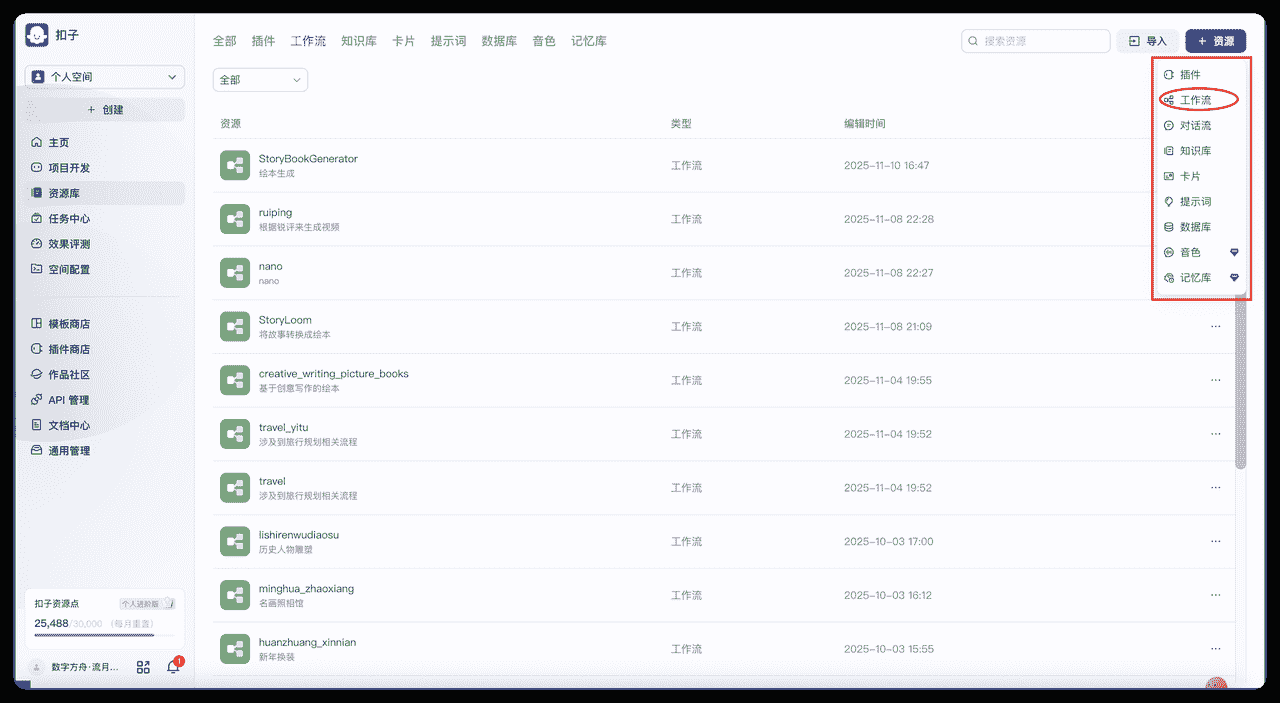 扣子
个人空间
+ 创建
主页
项目开发
资源库
任务中心
效果评测
空间配置
模板商店
插件商店
作品社区
API 管理
文档中心
通用管理
扣子资源点 个人进阶版
25,488/30,000 (每月重置)
数字方舟·流月...
1
全部 插件 工作流 知识库 卡片 提示词 数据库 音色 记忆库
搜索资源
导入
+ 资源
全部
资源 类型 编辑时间
StoryBookGenerator
绘本生成
工作流 2025-11-10 16:47
ruiping
根据锐评来生成视频
工作流 2025-11-08 22:28
nano
nano
工作流 2025-11-08 22:27
StoryLoom
将故事转换成绘本
工作流 2025-11-08 21:09 ...
creative_writing_picture_books
基于创意写作的绘本
工作流 2025-11-04 19:55 ...
travel_yitu
涉及到旅行规划相关流程
工作流 2025-11-04 19:52 ...
travel
涉及到旅行规划相关流程
工作流 2025-11-04 19:52 ...
lishirenwudiaosu
历史人物雕塑
工作流 2025-10-03 17:00 ...
minghua_zhaoxiang
名画照相馆
工作流 2025-10-03 16:12 ...
huanzhuang_xinnian
新年换装
工作流 2025-10-03 15:55 ...
插件
工作流
对话流
知识库
卡片
提示词
数据库
音色
记忆库